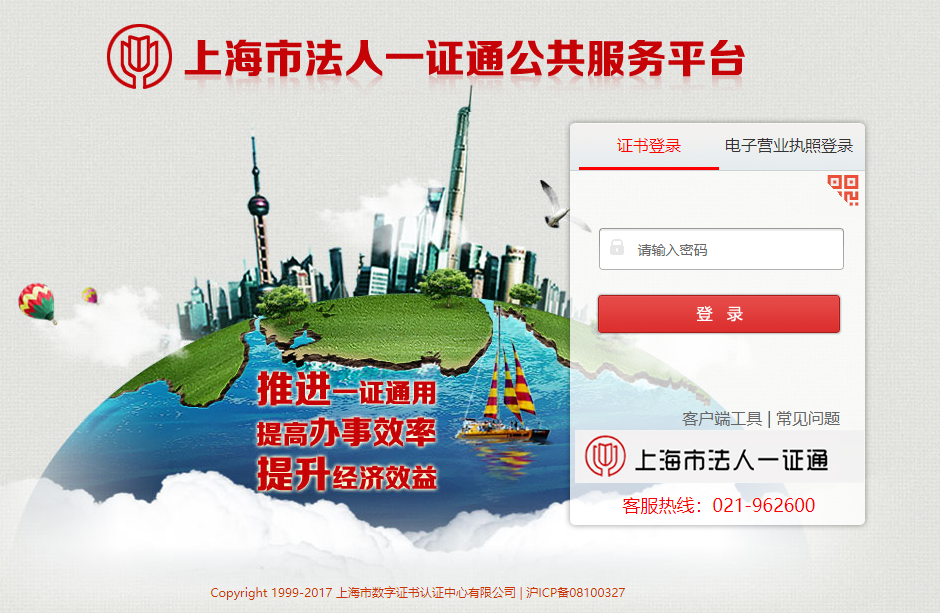 上海市法人一证通公共服务平台
证书登录 电子营业执照登录
请输入密码
登 录
推进一证通用
提高办事效率
提升经济效益
客户端工具 | 常见问题
上海市法人一证通
客服热线：021-962600
Copyright 1999-2017 上海市数字证书认证中心有限公司 | 沪ICP备08100327